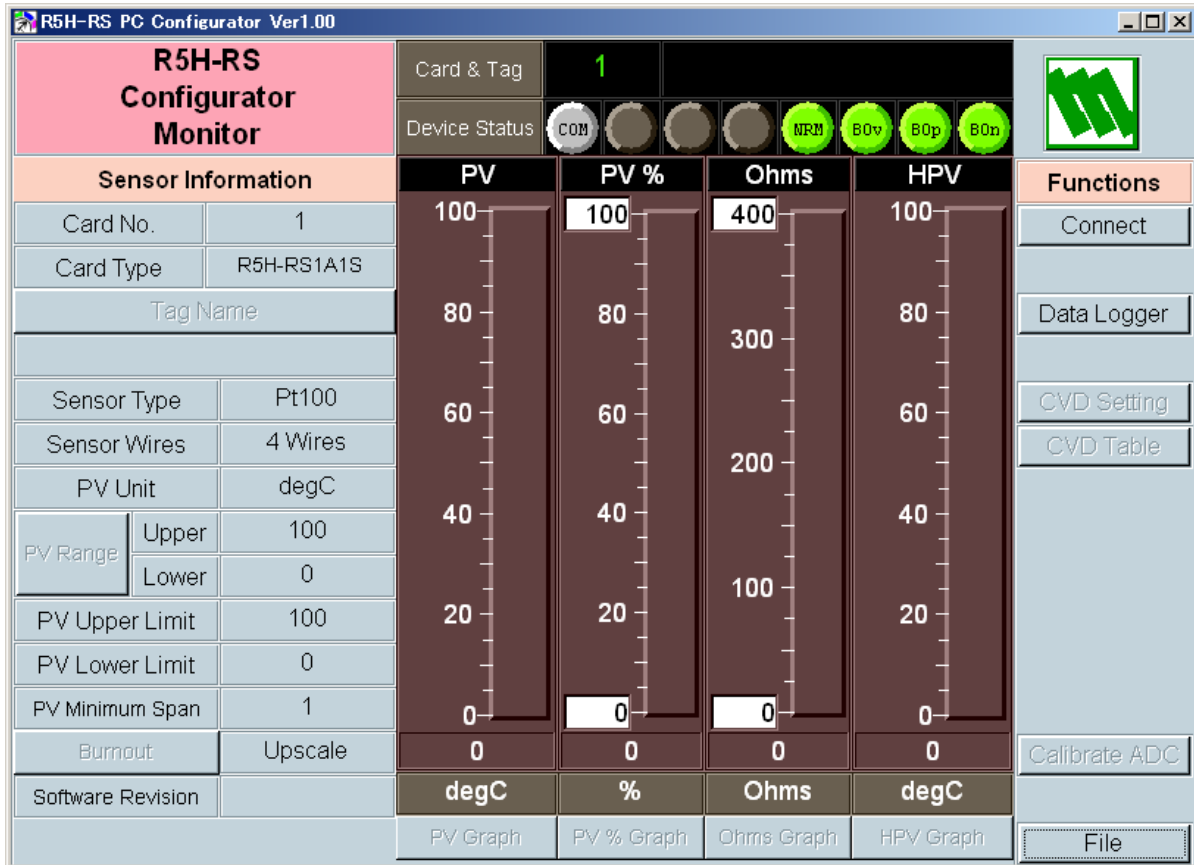 R5H-RS PC Configurator Ver1.00
R5H-RS
Configurator
Monitor
Card & Tag
1
Device Status
COM
NRM
BOv
BOp
BOn
Sensor Information
Card No.
1
Card Type
R5H-RS1A1S
Tag Name
Sensor Type
Pt100
Sensor Wires
4 Wires
PV Unit
degC
PV Range
Upper
100
Lower
0
PV Upper Limit
100
PV Lower Limit
0
PV Minimum Span
1
Burnout
Upscale
Software Revision
PV
100
80
60
40
20
0
0
degC
PV Graph
PV %
100
80
60
40
20
0
0
%
PV % Graph
Ohms
400
300
200
100
0
0
Ohms
Ohms Graph
HPV
100
80
60
40
20
0
0
degC
HPV Graph
Functions
Connect
Data Logger
CVD Setting
CVD Table
Calibrate ADC
File